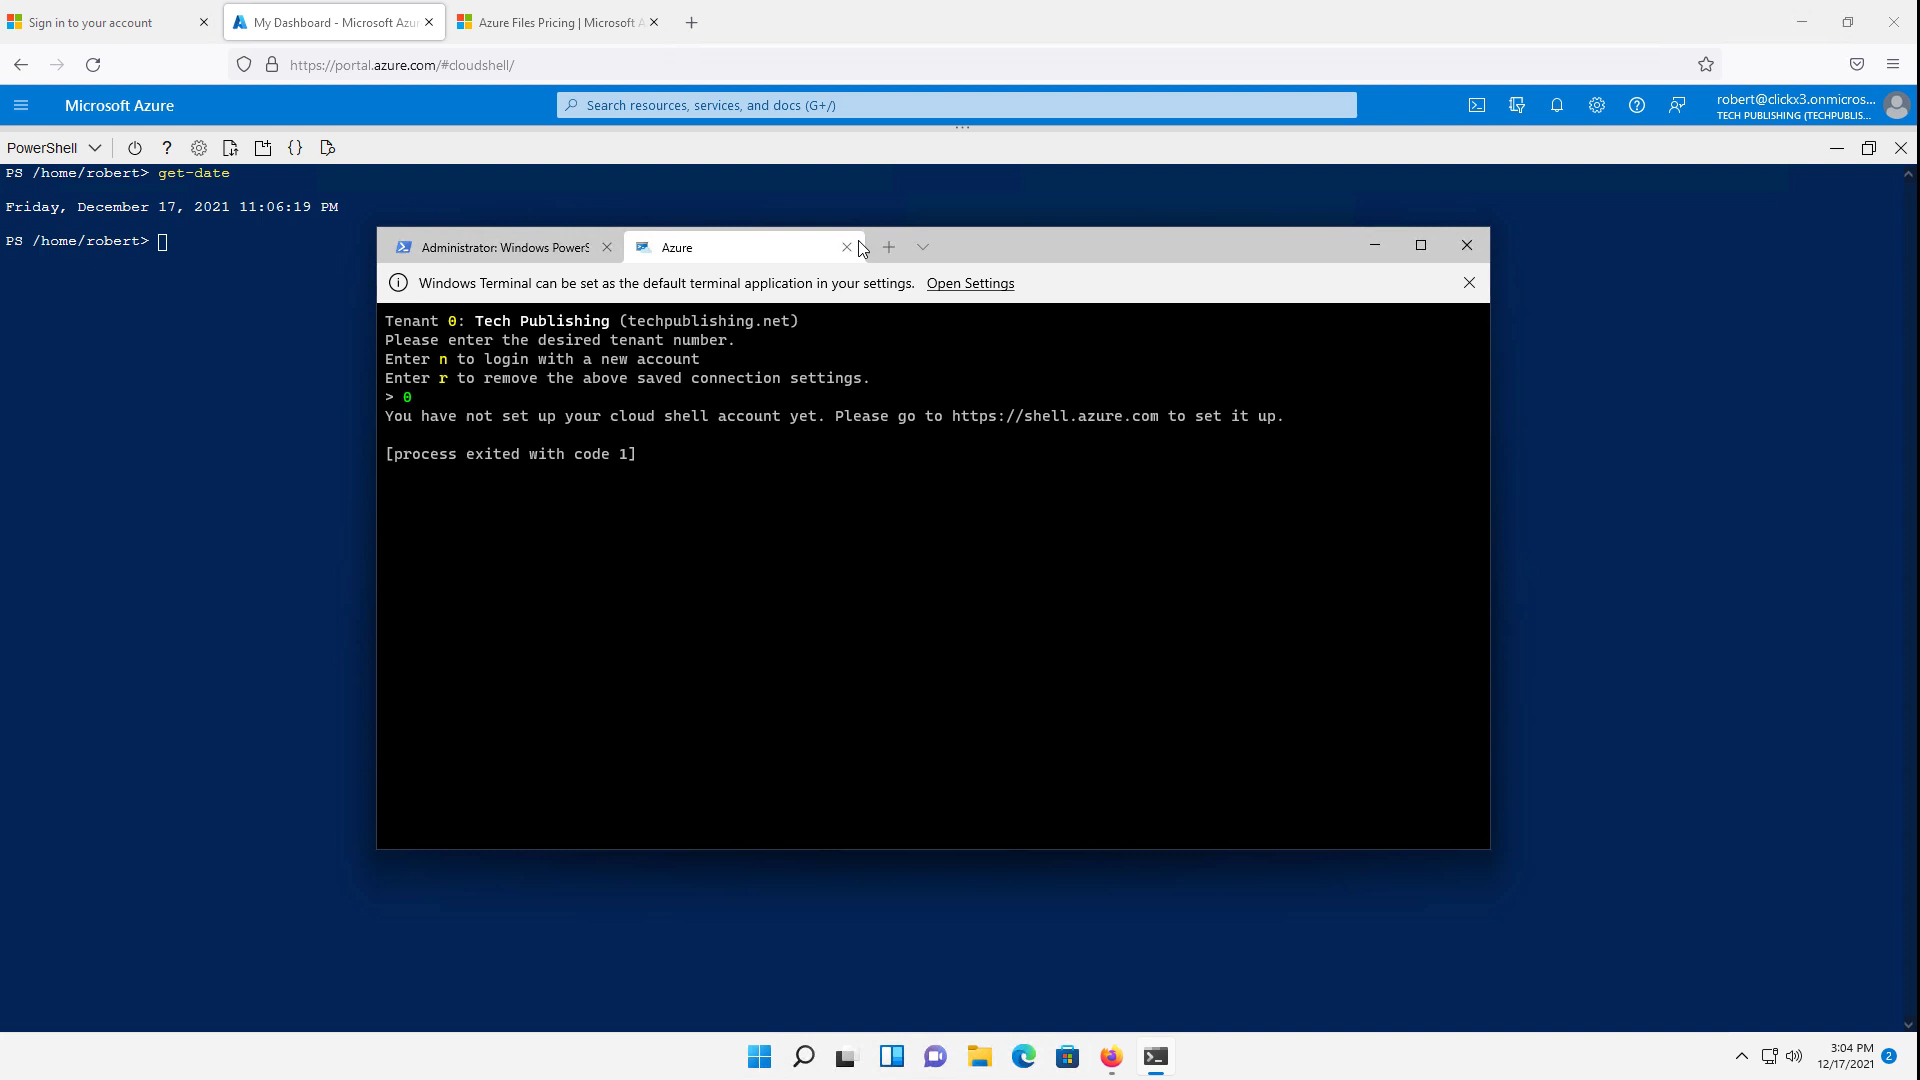 Sign in to your account
My Dashboard - Microsoft Azur
Azure Files Pricing | Microsoft A
https://portal.azure.com/#cloudshell/
Microsoft Azure
Search resources, services, and docs (G+/)
robert@clickx3.onmicros...
TECH PUBLISHING (TECHPUBLIS...
PowerShell
PS /home/robert> get-date
Friday, December 17, 2021 11:06:19 PM
PS /home/robert>
Administrator: Windows PowerS
Azure
Windows Terminal can be set as the default terminal application in your settings. Open Settings
Tenant 0: Tech Publishing (techpublishing.net)
Please enter the desired tenant number.
Enter n to login with a new account
Enter r to remove the above saved connection settings.
> 0
You have not set up your cloud shell account yet. Please go to https://shell.azure.com to set it up.
[process exited with code 1]
3:04 PM
12/17/2021
2